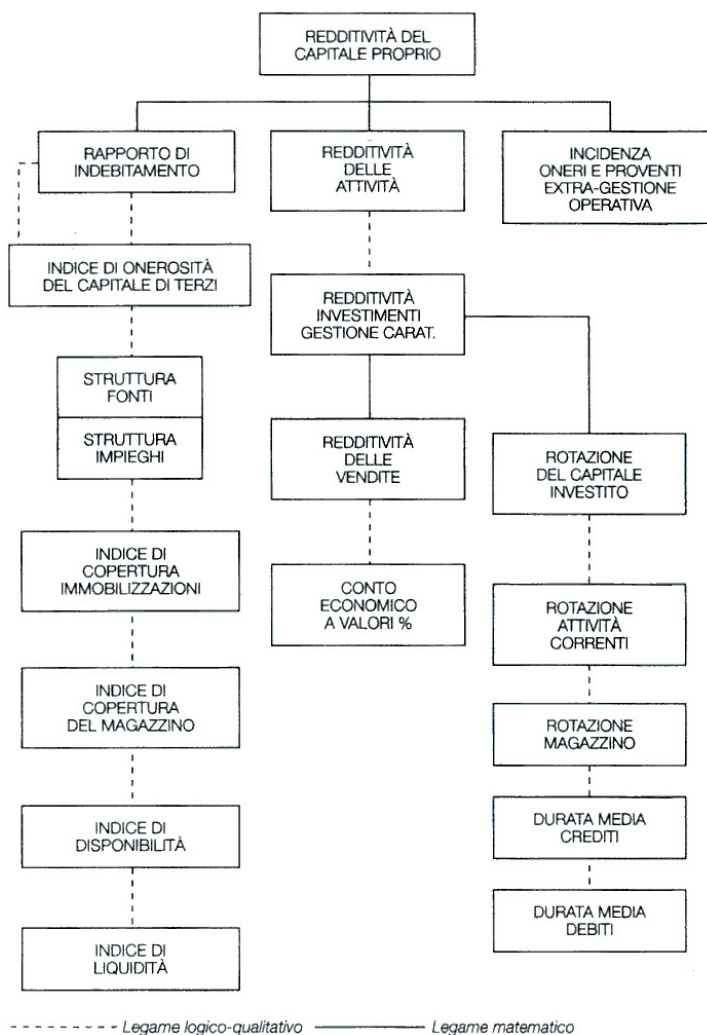 REDDITIVITÀ DEL
CAPITALE PROPRIO
RAPPORTO DI
INDEBITAMENTO
REDDITIVITÀ
DELLE
ATTIVITÀ
INCIDENZA
ONERI E PROVENTI
EXTRA-GESTIONE
OPERATIVA
INDICE DI ONEROSITÀ
DEL CAPITALE DI TERZI
REDDITIVITÀ
INVESTIMENTI
GESTIONE CARAT.
STRUTTURA
FONTI
STRUTTURA
IMPIEGHI
REDDITIVITÀ
DELLE
VENDITE
ROTAZIONE
DEL CAPITALE
INVESTITO
INDICE DI
COPERTURA
IMMOBILIZZAZIONI
CONTO
ECONOMICO
A VALORI %
ROTAZIONE
ATTIVITÀ
CORRENTI
INDICE DI
COPERTURA
DEL MAGAZZINO
ROTAZIONE
MAGAZZINO
INDICE DI
DISPONIBILITÀ
DURATA MEDIA
CREDITI
INDICE DI
LIQUIDITÀ
DURATA MEDIA
DEBITI
Legame logico-qualitativo Legame matematico